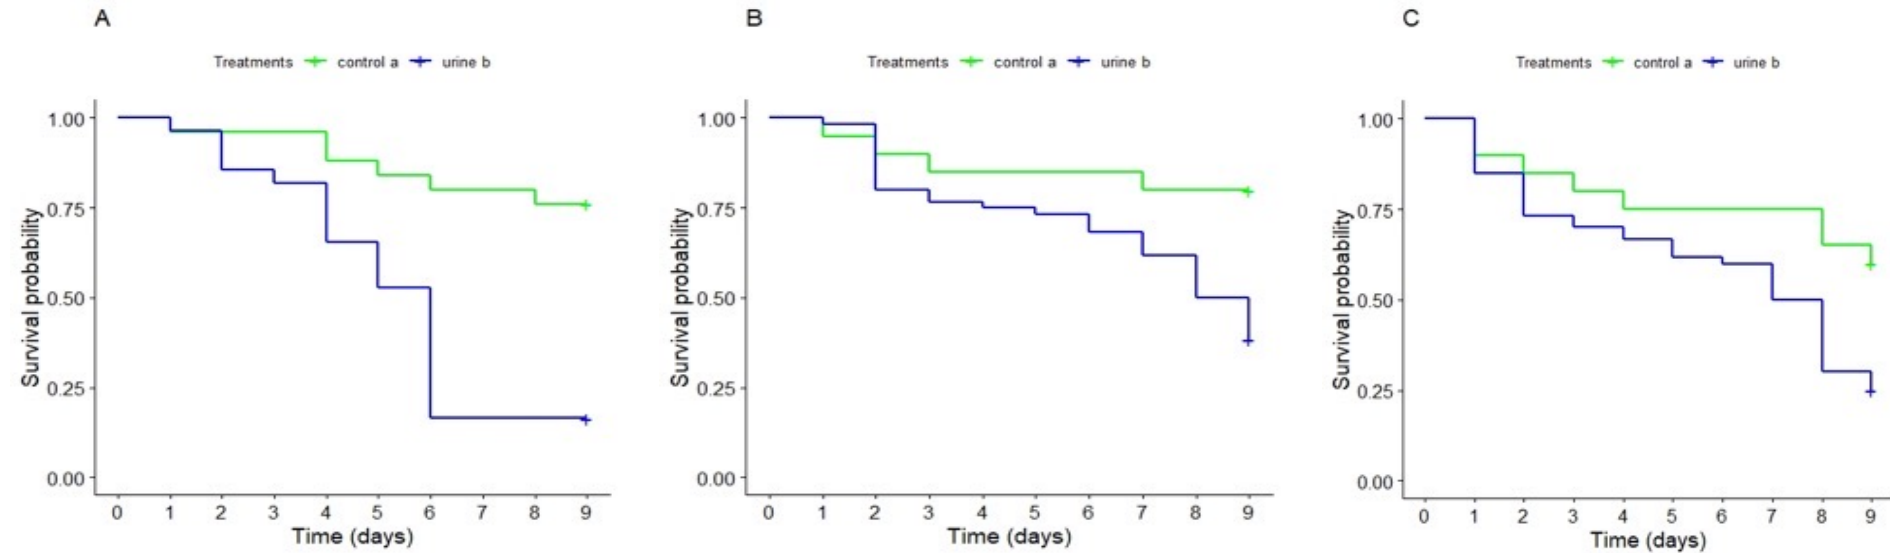 A
Treatments control a urine b
Survival probability
1.00
0.75
0.50
0.25
0.00
0 1 2 3 4 5 6 7 8 9
Time (days)
B
Treatments control a urine b
Survival probability
1.00
0.75
0.50
0.25
0.00
0 1 2 3 4 5 6 7 8 9
Time (days)
C
Treatments control a urine b
Survival probability
1.00
0.75
0.50
0.25
0.00
0 1 2 3 4 5 6 7 8 9
Time (days)